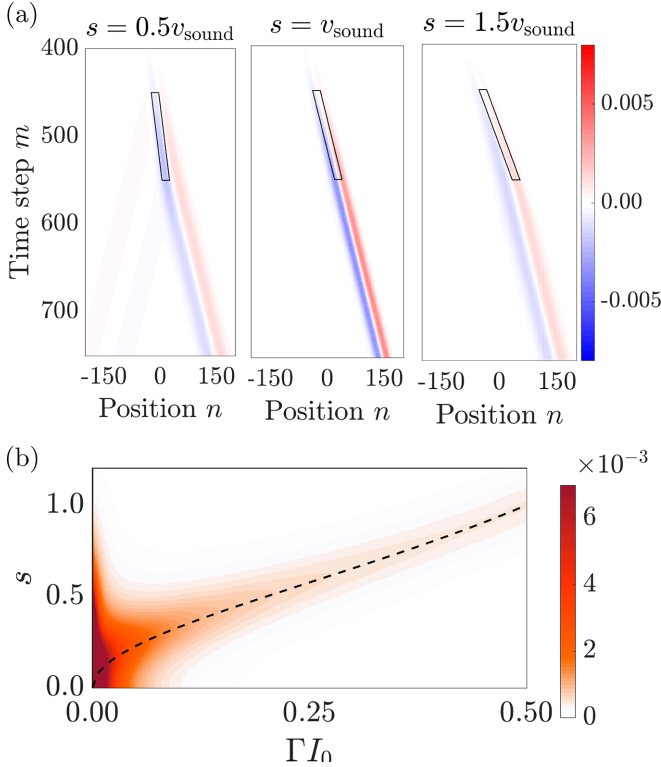 (a)
s = 0.5v_sound
s = v_sound
s = 1.5v_sound
Time step m
400
500
600
700
0.005
0.00
-0.005
-150 0 150
-150 0 150
-150 0 150
Position n
Position n
Position n
(b)
×10⁻³
s
1.0
0.5
0.0
6
4
2
0
0.00 0.25 0.50
ΓI₀